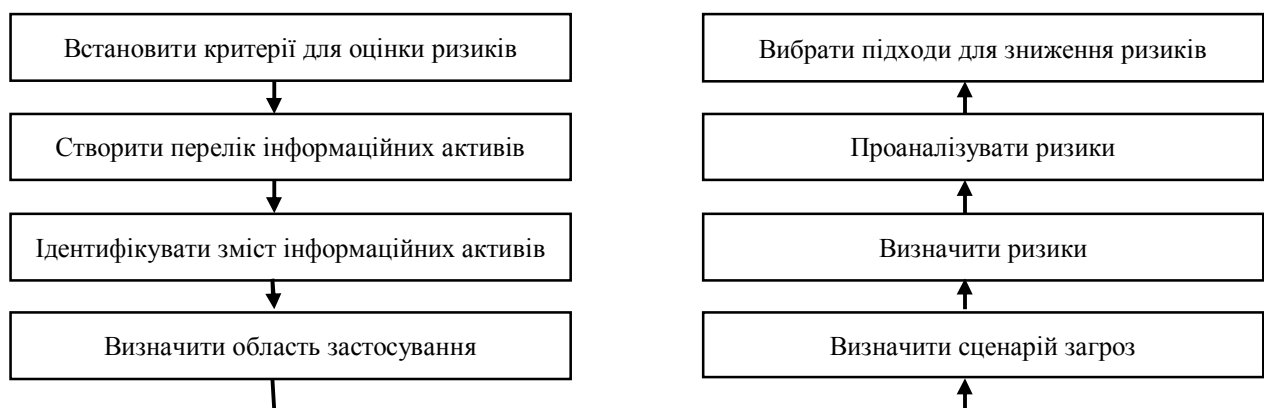 Встановити критерії для оцінки ризиків
Створити перелік інформаційних активів
Ідентифікувати зміст інформаційних активів
Визначити область застосування
Вибрати підходи для зниження ризиків
Проаналізувати ризики
Визначити ризики
Визначити сценарій загроз